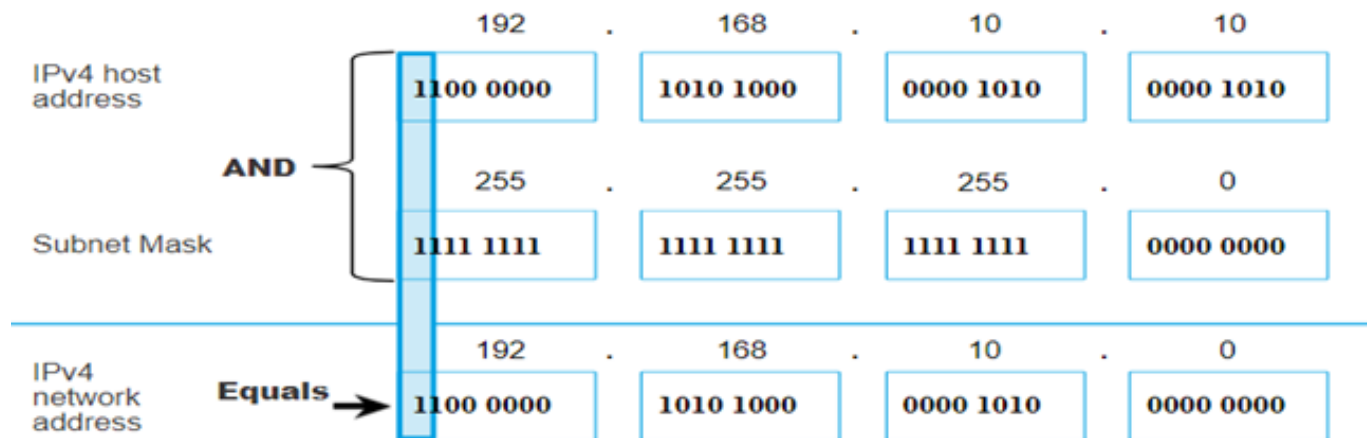 192 . 168 . 10 . 10
IPv4 host
address
1100 0000 1010 1000 0000 1010 0000 1010
AND
255 . 255 . 255 . 0
Subnet Mask
1111 1111 1111 1111 1111 1111 0000 0000
192 . 168 . 10 . 0
IPv4
network
address
Equals
1100 0000 1010 1000 0000 1010 0000 0000